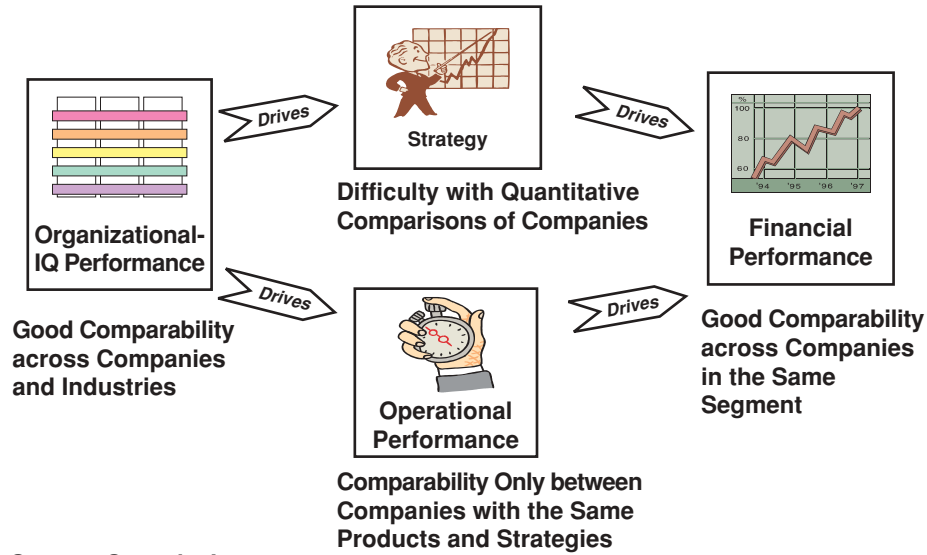 Drives
Strategy
Drives
%
100
80
60
'94 '95 '96 '97
Difficulty with Quantitative
Comparisons of Companies
Organizational-
IQ Performance
Financial
Performance
Drives
Drives
Good Comparability
across Companies
and Industries
Good Comparability
across Companies
in the Same
Segment
Operational
Performance
Comparability Only between
Companies with the Same
Products and Strategies